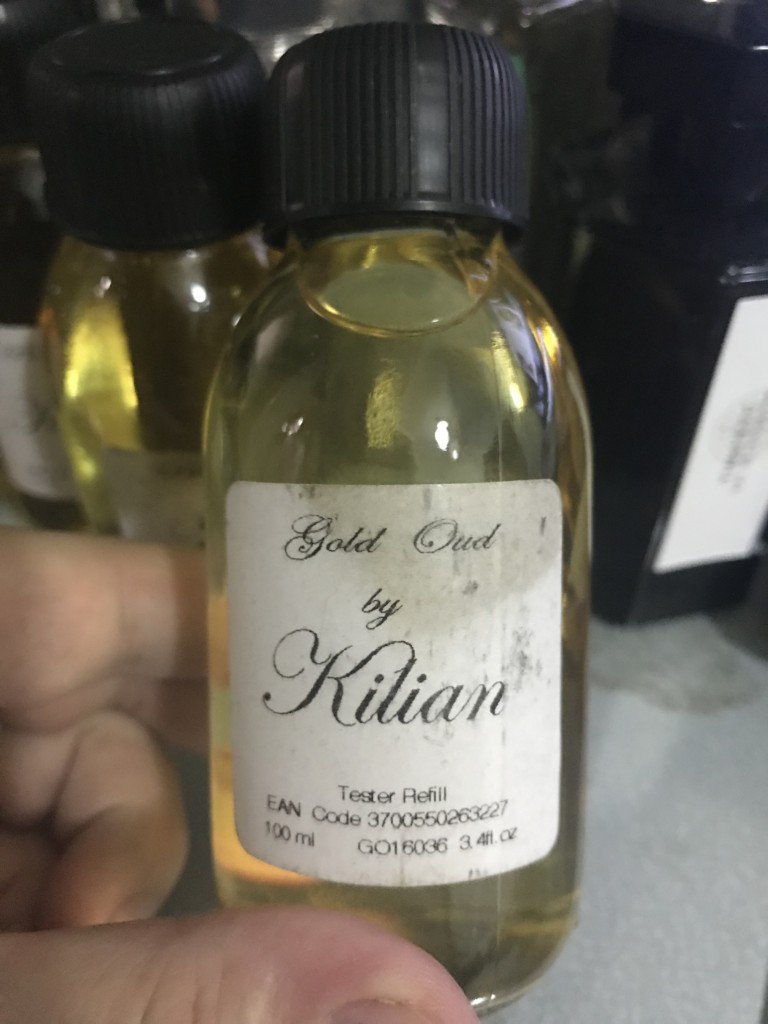 Gold Oud
by
Kilian
Tester Refill
EAN Code 3700550263227
100 ml GO16036 3.4fl.oz